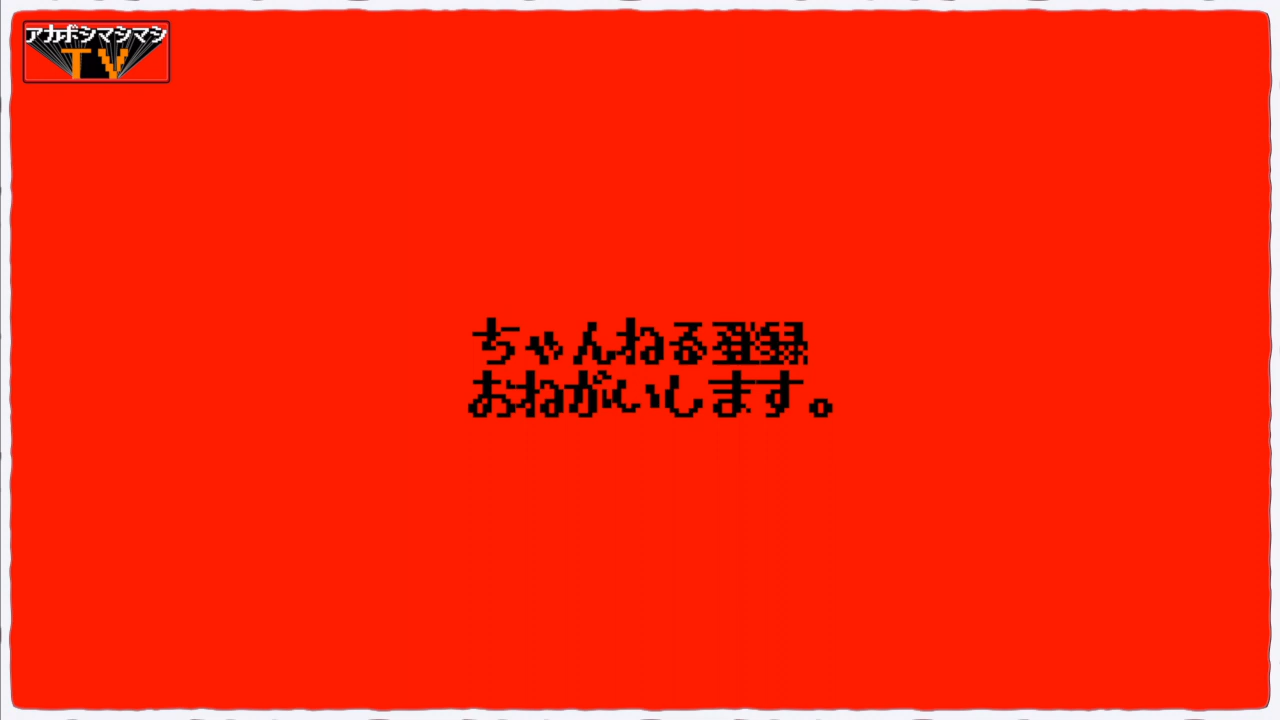 アカボシマシマシ
TV
ちゃんねる登録
おねがいします。